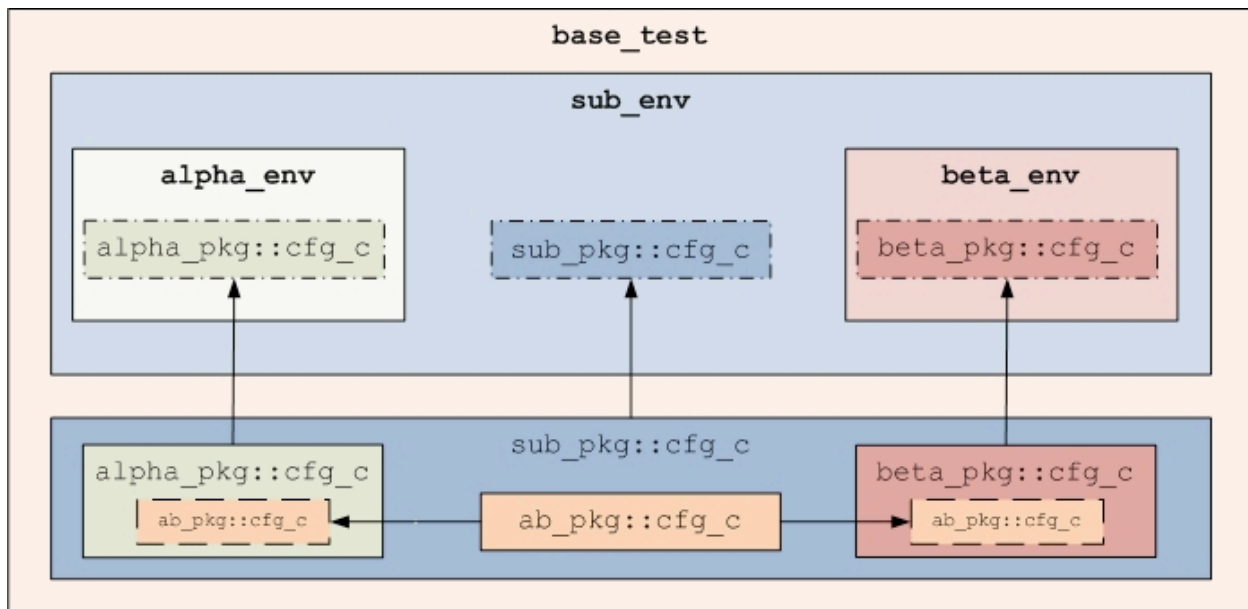 base_test
sub_env
alpha_env
beta_env
alpha_pkg::cfg_c
sub_pkg::cfg_c
beta_pkg::cfg_c
sub_pkg::cfg_c
alpha_pkg::cfg_c
beta_pkg::cfg_c
ab_pkg::cfg_c
ab_pkg::cfg_c
ab_pkg::cfg_c